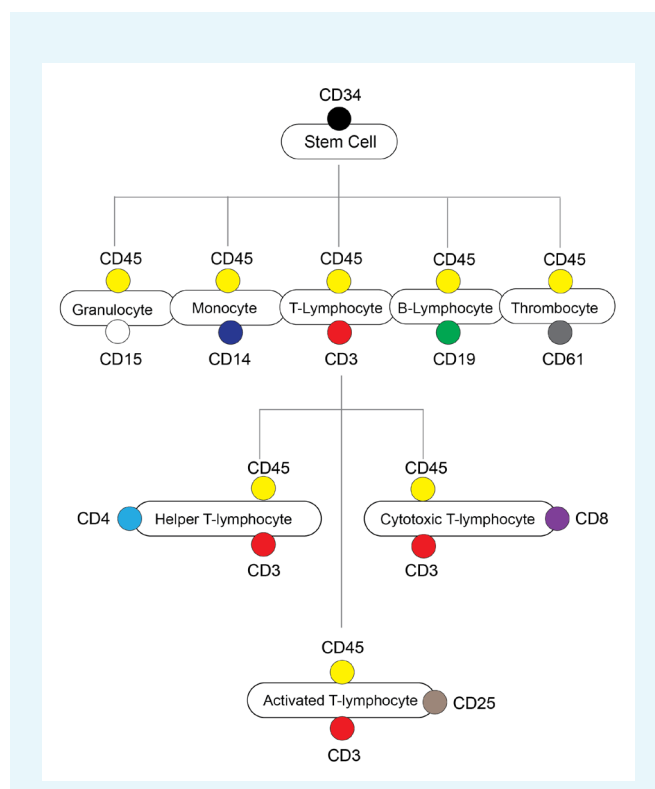 CD34
Stem Cell
CD45 CD45 CD45 CD45 CD45
Granulocyte Monocyte T-Lymphocyte B-Lymphocyte Thrombocyte
CD15 CD14 CD3 CD19 CD61
CD45 CD45
CD4 Helper T-lymphocyte Cytotoxic T-lymphocyte CD8
CD3 CD3
CD45
Activated T-lymphocyte CD25
CD3